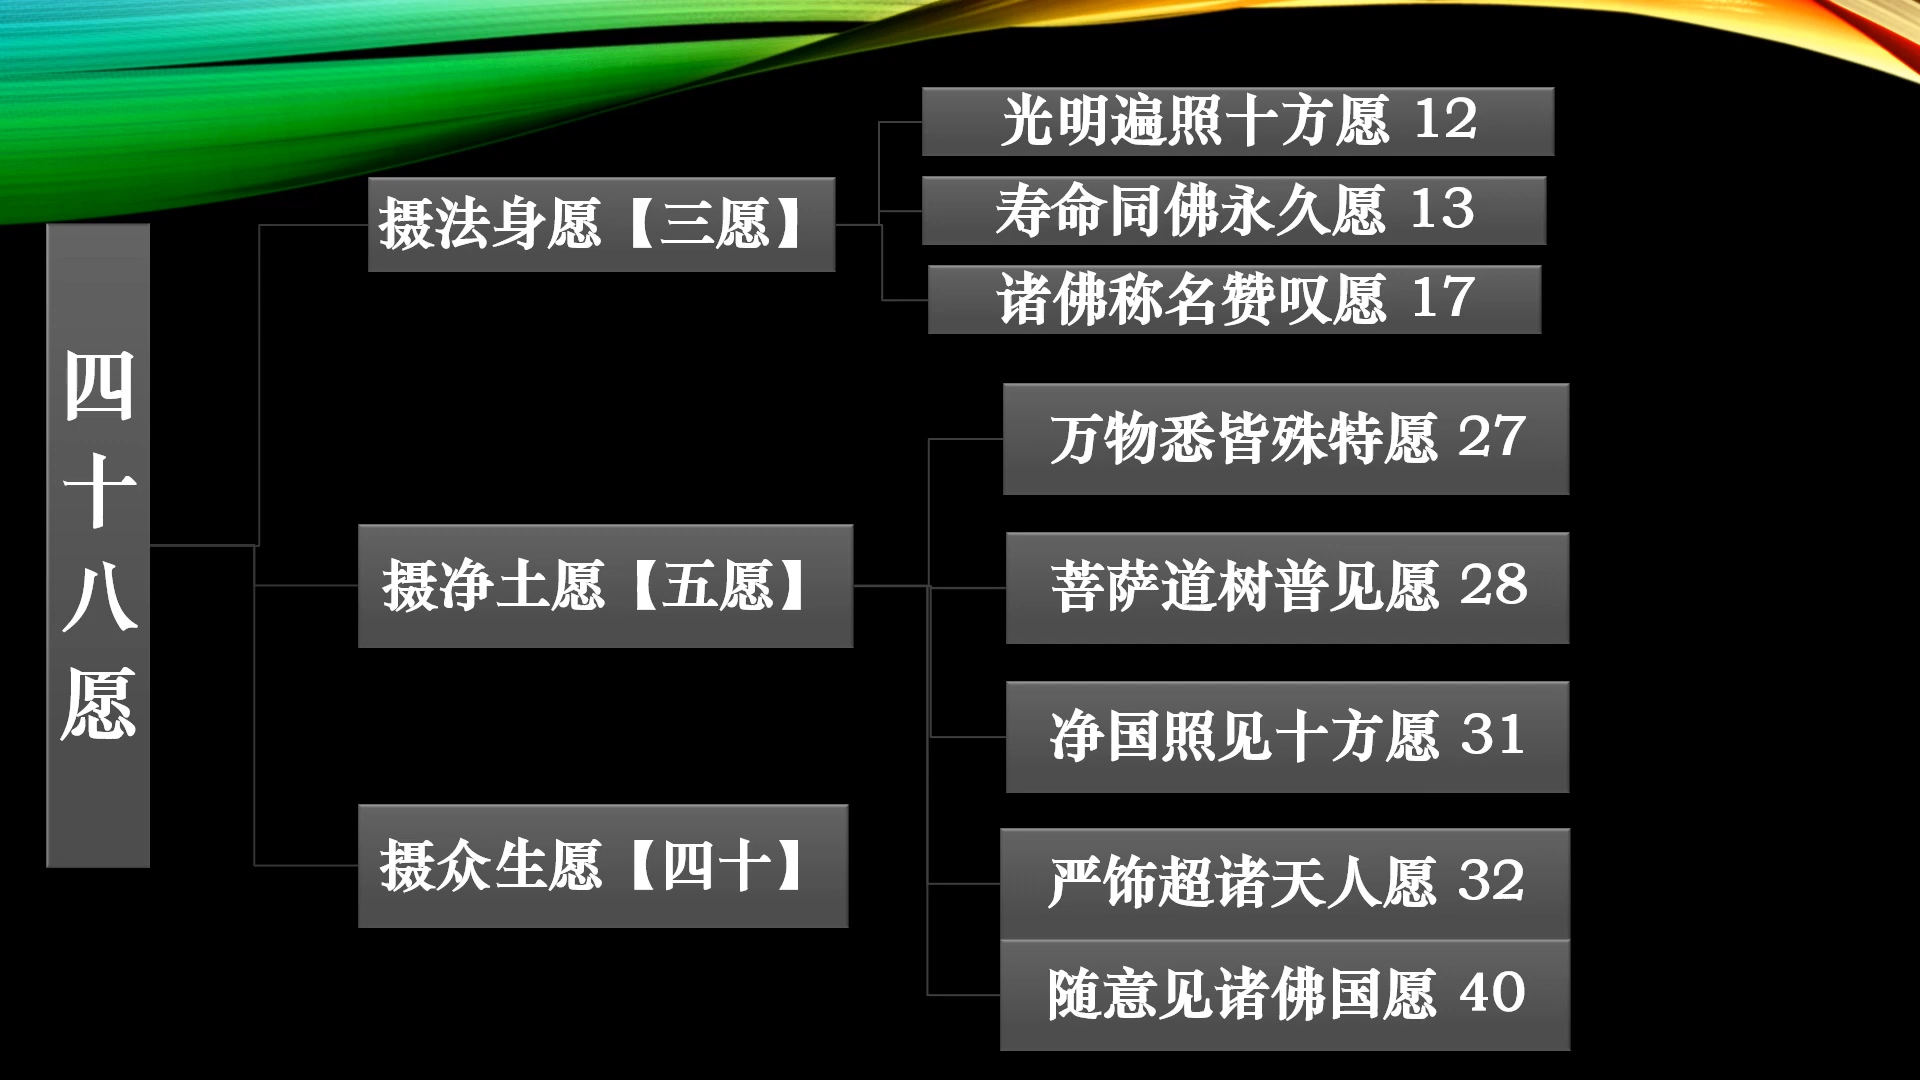 四十八愿
摄法身愿【三愿】
光明遍照十方愿 12
寿命同佛永久愿 13
诸佛称名赞叹愿 17
摄净土愿【五愿】
万物悉皆殊特愿 27
菩萨道树普见愿 28
净国照见十方愿 31
严饰超诸天人愿 32
随意见诸佛国愿 40
摄众生愿【四十】